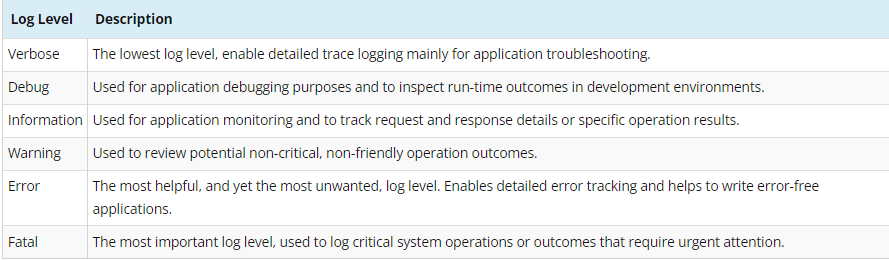 Log Level Description
Verbose The lowest log level, enable detailed trace logging mainly for application troubleshooting.
Debug Used for application debugging purposes and to inspect run-time outcomes in development environments.
Information Used for application monitoring and to track request and response details or specific operation results.
Warning Used to review potential non-critical, non-friendly operation outcomes.
Error The most helpful, and yet the most unwanted, log level. Enables detailed error tracking and helps to write error-free
applications.
Fatal The most important log level, used to log critical system operations or outcomes that require urgent attention.